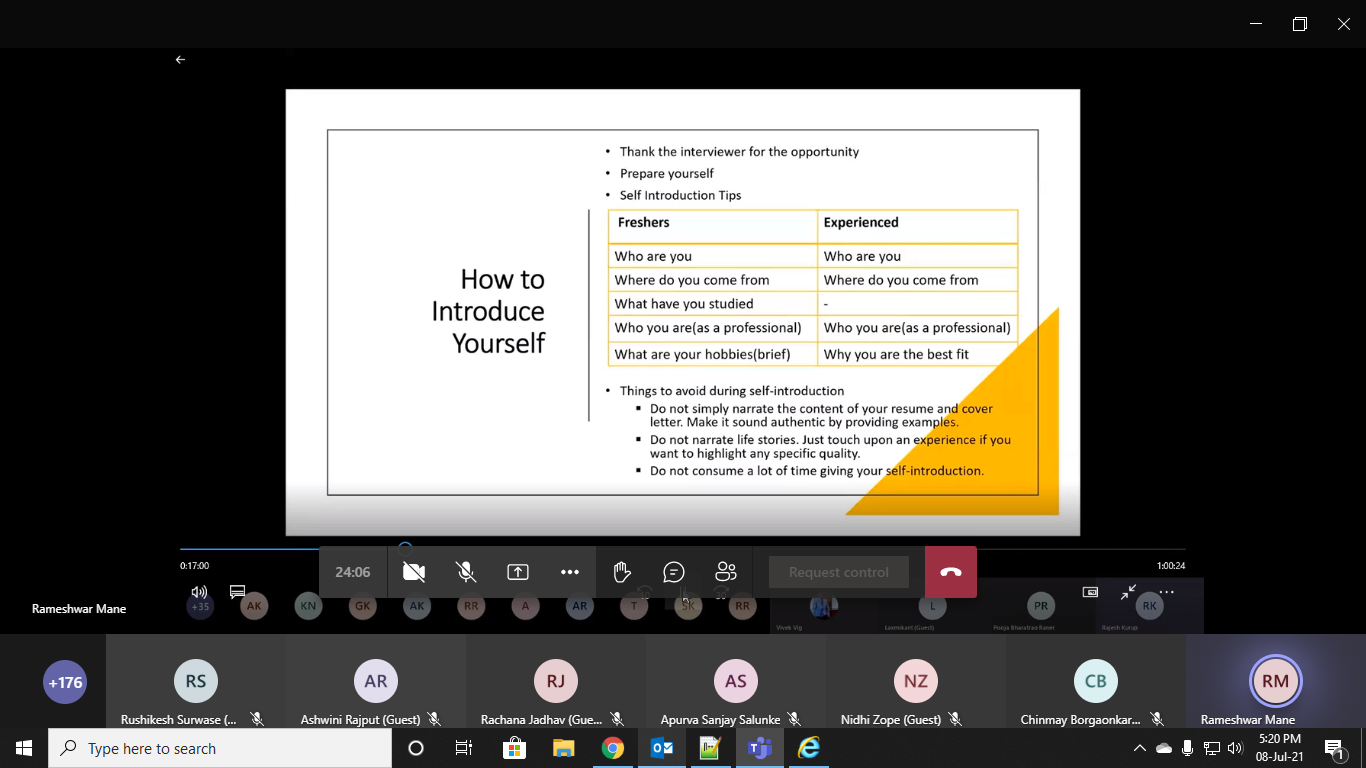 How to
Introduce
Yourself
• Thank the interviewer for the opportunity
• Prepare yourself
• Self Introduction Tips
Freshers Experienced
Who are you Who are you
Where do you come from Where do you come from
What have you studied -
Who you are(as a professional) Who you are(as a professional)
What are your hobbies(brief) Why you are the best fit
• Things to avoid during self-introduction
▪ Do not simply narrate the content of your resume and cover
letter. Make it sound authentic by providing examples.
▪ Do not narrate life stories. Just touch upon an experience if you
want to highlight any specific quality.
▪ Do not consume a lot of time giving your self-introduction.
0:17:00 1:00:24
24:06 Request control
Rameshwar Mane +35 AK KN GK AK RR A AR T SK RR L PR RK
Vivek Vig Laxmikant (Guest) Rajesh Kurup
+176 RS AR RJ AS NZ CB RM
Rushikesh Surwase (... Ashwini Rajput (Guest) Rachana Jadhav (Gue... Apurva Sanjay Salunke Nidhi Zope (Guest) Chinmay Borgaonkar... Rameshwar Mane
Type here to search 5:20 PM
08-Jul-21 1